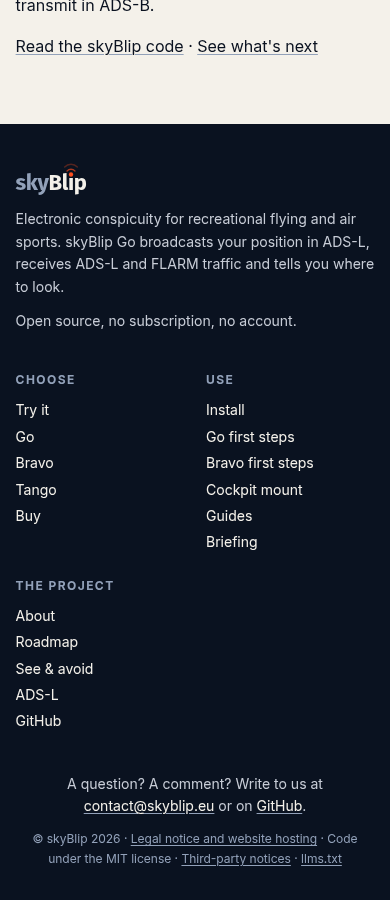 transmit in ADS-B.
Read the skyBlip code · See what's next
skyBlip
Electronic conspicuity for recreational flying and air
sports. skyBlip Go broadcasts your position in ADS-L,
receives ADS-L and FLARM traffic and tells you where
to look.
Open source, no subscription, no account.
CHOOSE
Try it
Go
Bravo
Tango
Buy
USE
Install
Go first steps
Bravo first steps
Cockpit mount
Guides
Briefing
THE PROJECT
About
Roadmap
See & avoid
ADS-L
GitHub
A question? A comment? Write to us at
contact@skyblip.eu or on GitHub.
© skyBlip 2026 · Legal notice and website hosting · Code
under the MIT license · Third-party notices · llms.txt